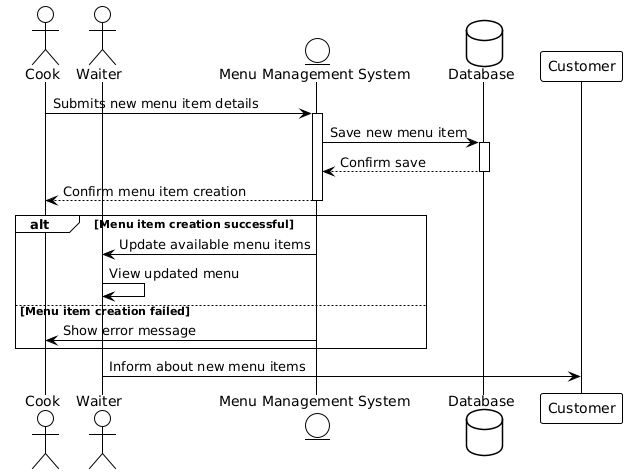 Cook Waiter Menu Management System Database Customer
Submits new menu item details
Save new menu item
Confirm save
Confirm menu item creation
alt [Menu item creation successful]
Update available menu items
View updated menu
[Menu item creation failed]
Show error message
Inform about new menu items
Cook Waiter Menu Management System Database Customer